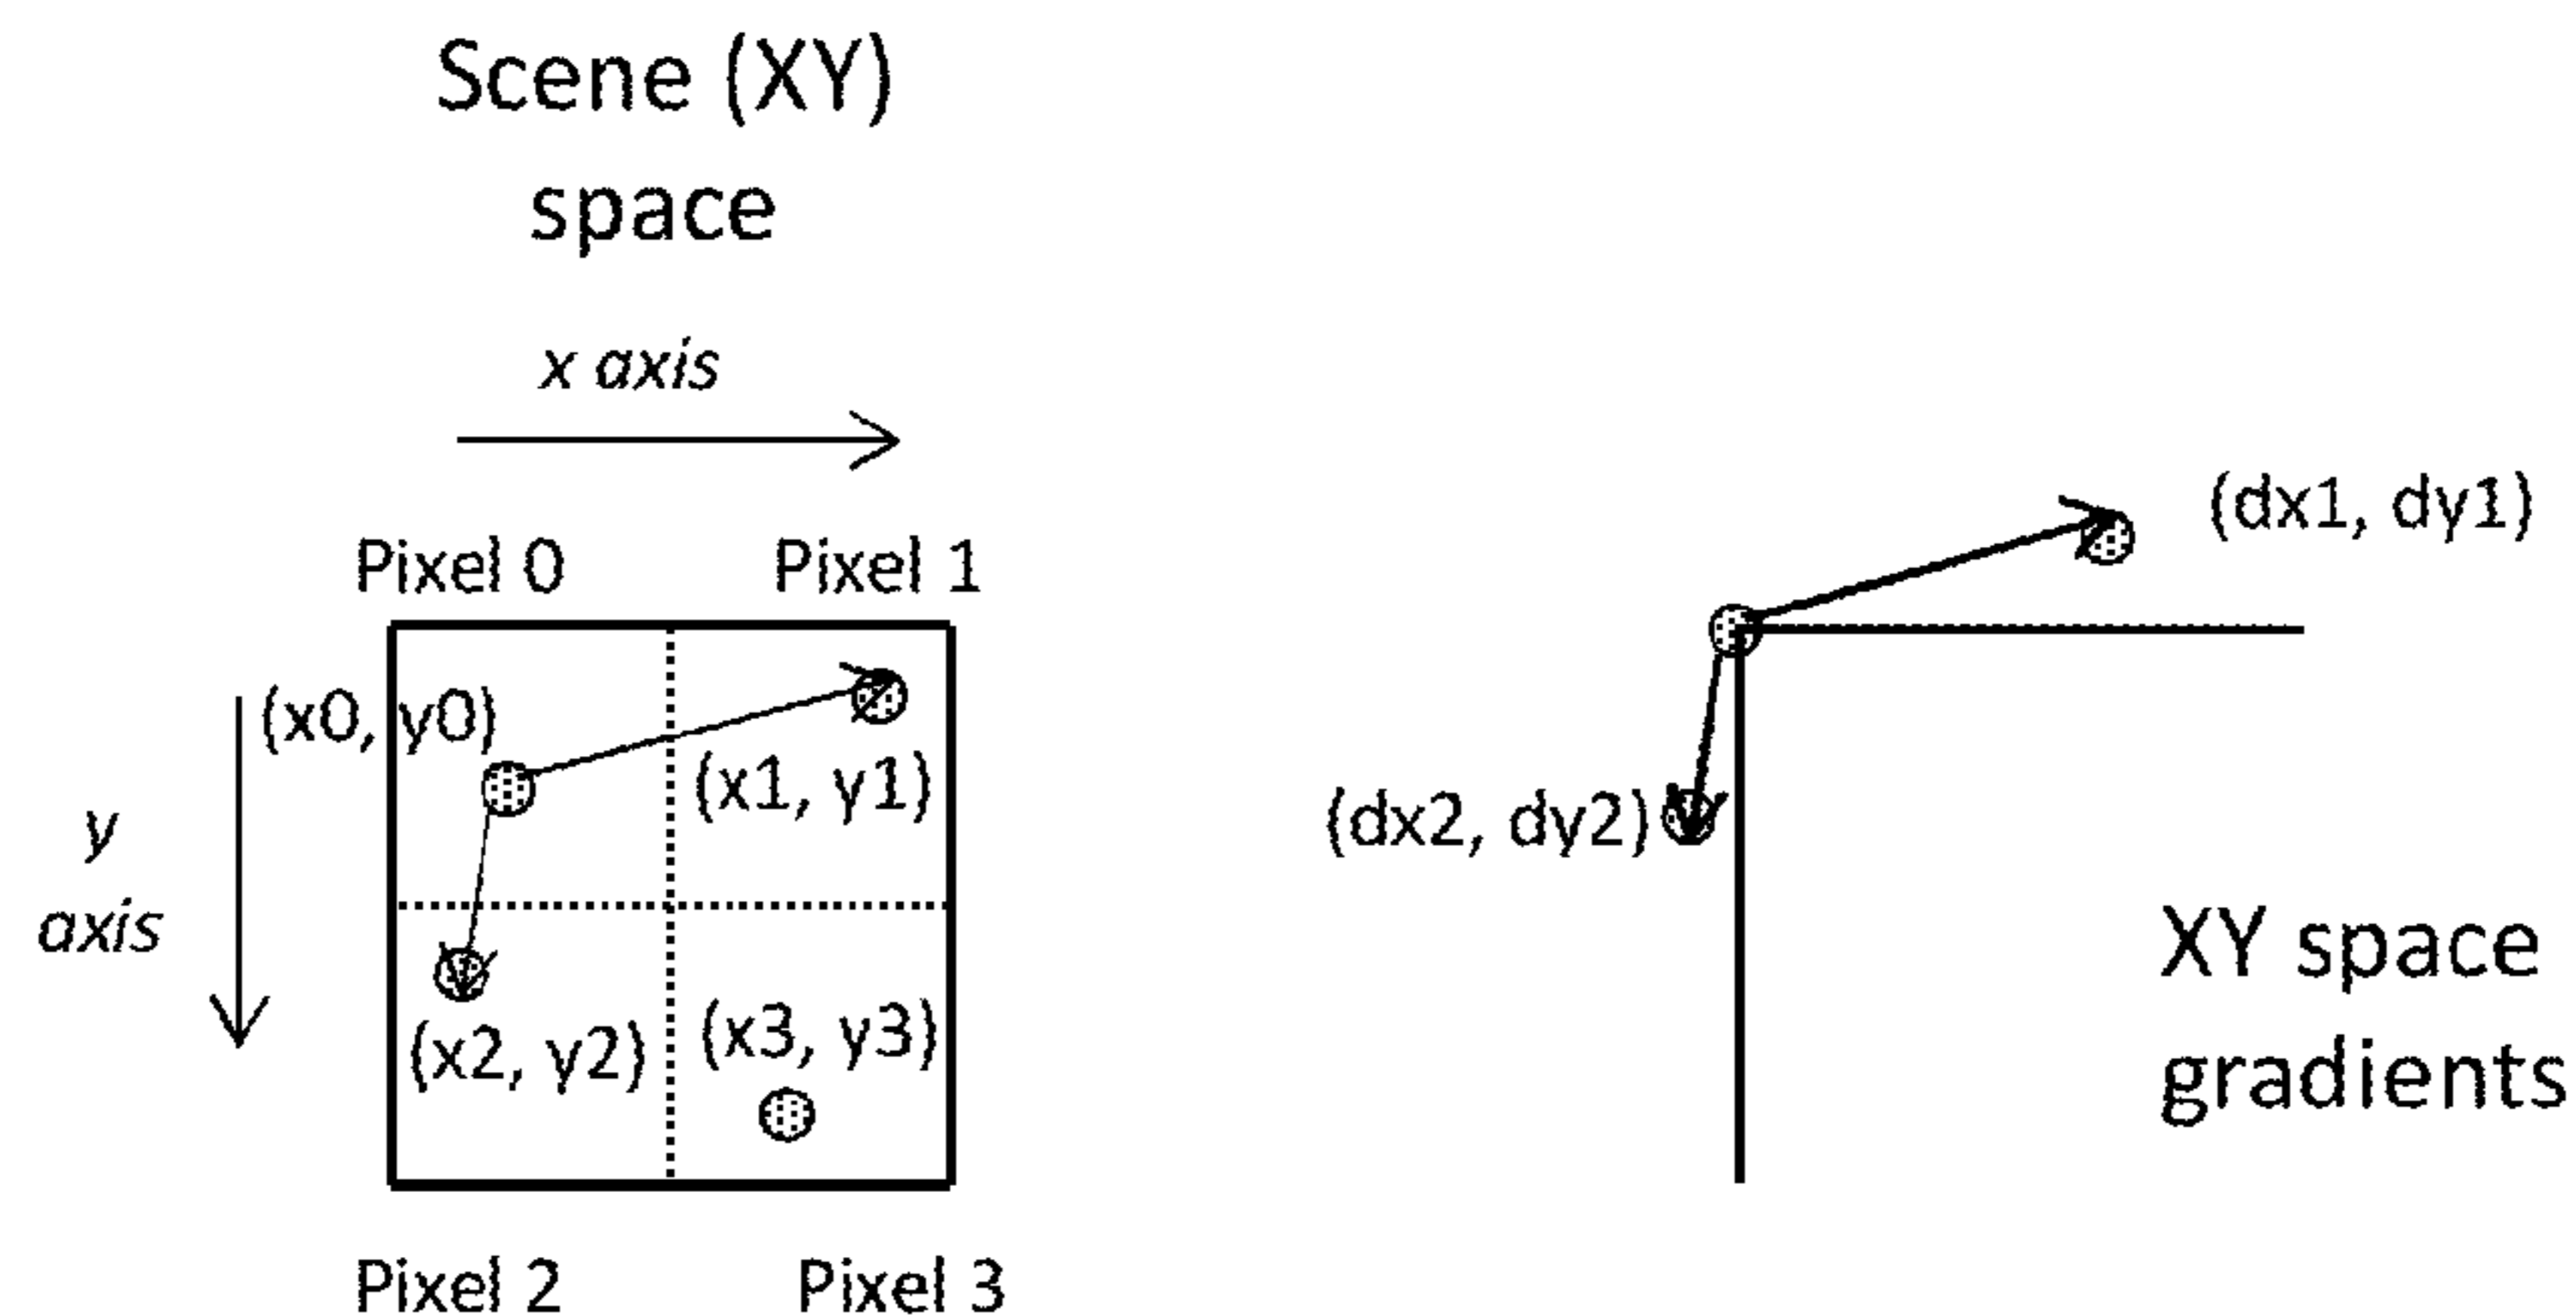 Scene (XY)
space
x axis
(dx1, dy1)
Pixel 0
Pixel 1
(x0, y0)
(x1, y1)
y
axis
(dx2, dy2)
(x2, y2)
(x3, y3)
XY space
gradients
Pixel 2
Pixel 3